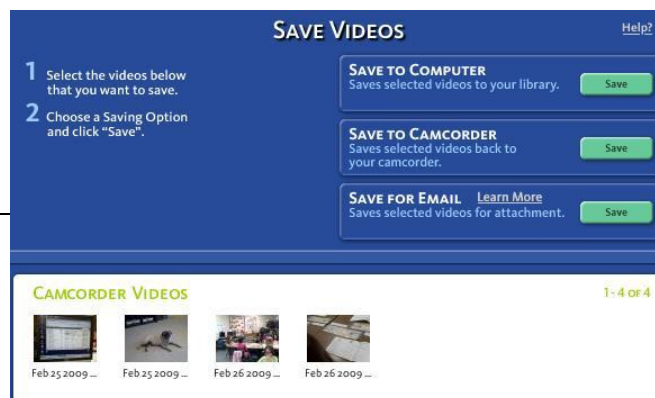 SAVE VIDEOS
Help?
1 Select the videos below
that you want to save.
2 Choose a Saving Option
and click “Save”.
SAVE TO COMPUTER
Saves selected videos to your library.
Save
SAVE TO CAMCORDER
Saves selected videos back to
your camcorder.
Save
SAVE FOR EMAIL Learn More
Saves selected videos for attachment.
Save
CAMCORDER VIDEOS
1 - 4 OF 4
Feb 25 2009 ...
Feb 25 2009 ...
Feb 26 2009 ...
Feb 26 2009 ...